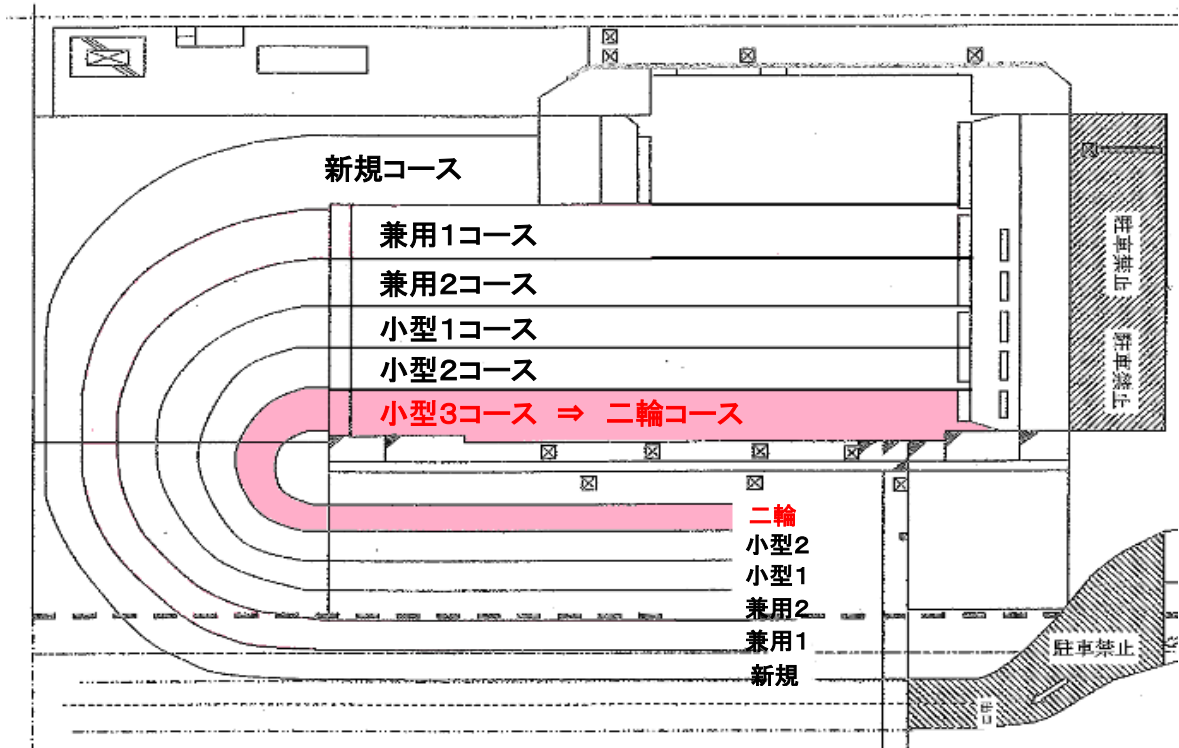 新規コース
兼用1コース
兼用2コース
小型1コース
小型2コース
小型3コース ⇒ 二輪コース
駐車禁止
駐車禁止
二輪
小型2
小型1
兼用2
兼用1
新規
駐車禁止